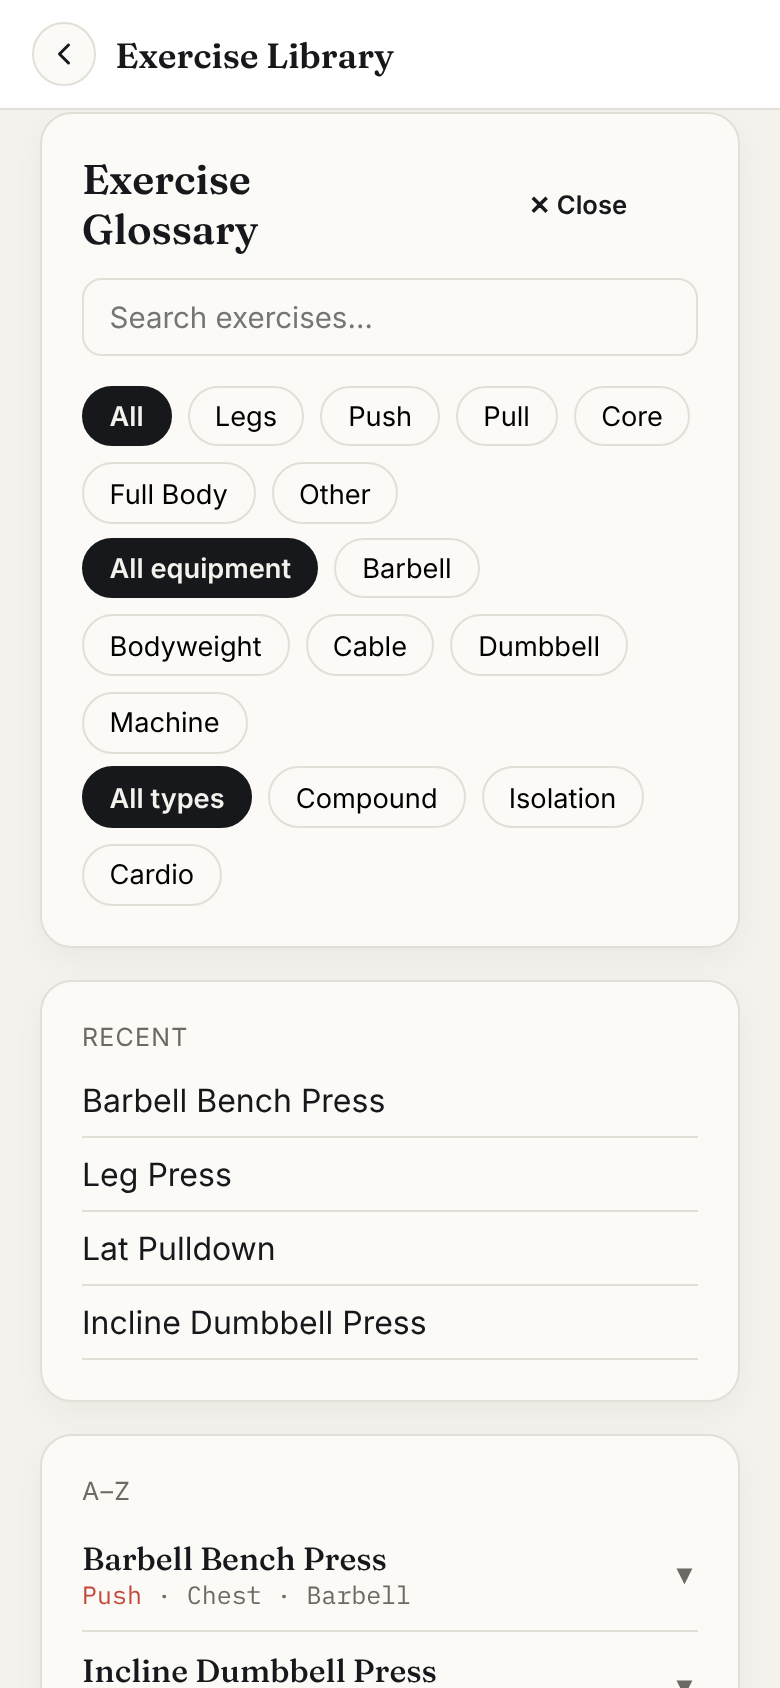 Exercise Library
Exercise
Glossary
✕ Close
Search exercises...
All Legs Push Pull Core
Full Body Other
All equipment Barbell
Bodyweight Cable Dumbbell
Machine
All types Compound Isolation
Cardio
RECENT
Barbell Bench Press
Leg Press
Lat Pulldown
Incline Dumbbell Press
A–Z
Barbell Bench Press
Push · Chest · Barbell
Incline Dumbbell Press